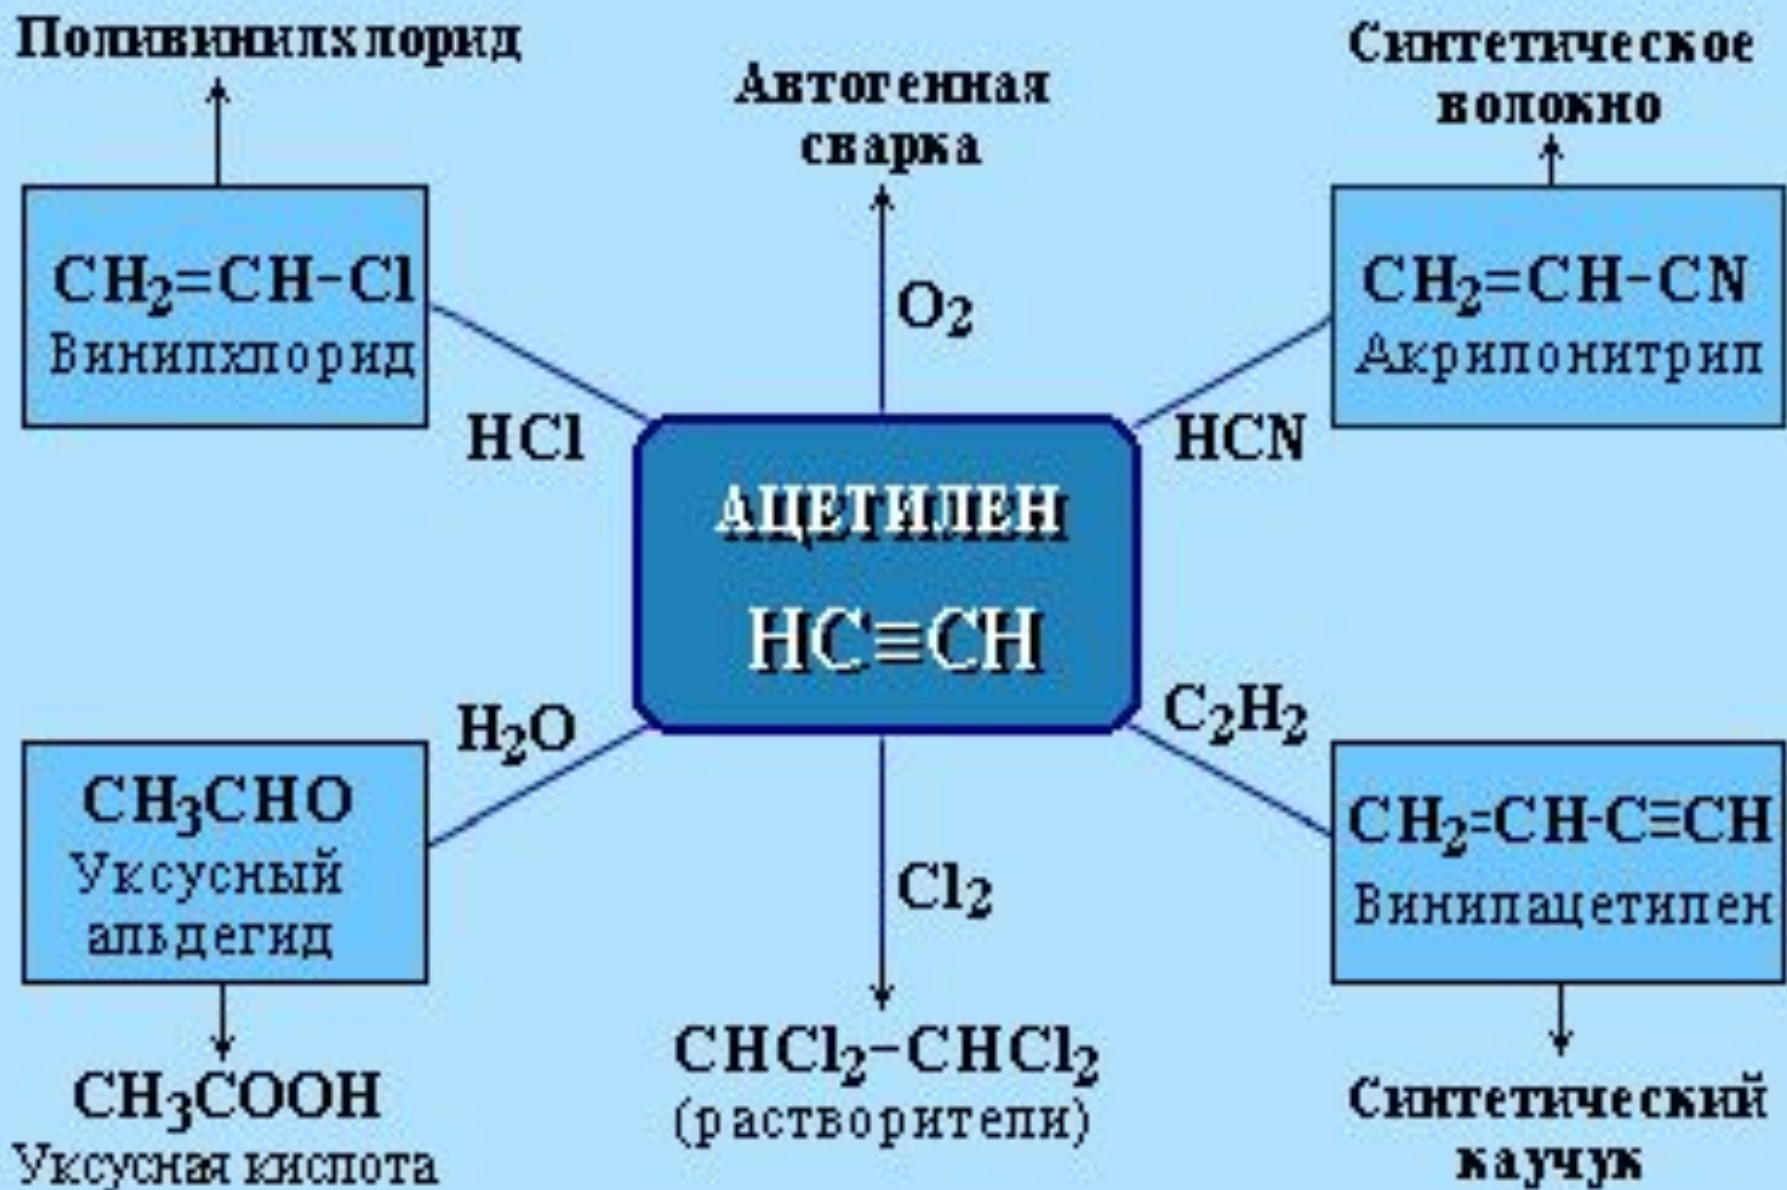 Поливинилхлорид
Автогенная
сварка
Синтетическое
волокно
CH₂=CH-Cl
Винилхлорид
O₂
CH₂=CH-CN
Акрилонитрил
HCl
HCN
АЦЕТИЛЕН
HC≡CH
H₂O
C₂H₂
CH₃CHO
Уксусный
альдегид
Cl₂
CH₂=CH-C≡CH
Винилацетилен
CH₃COOH
Уксусная кислота
CHCl₂-CHCl₂
(растворители)
Синтетический
каучук